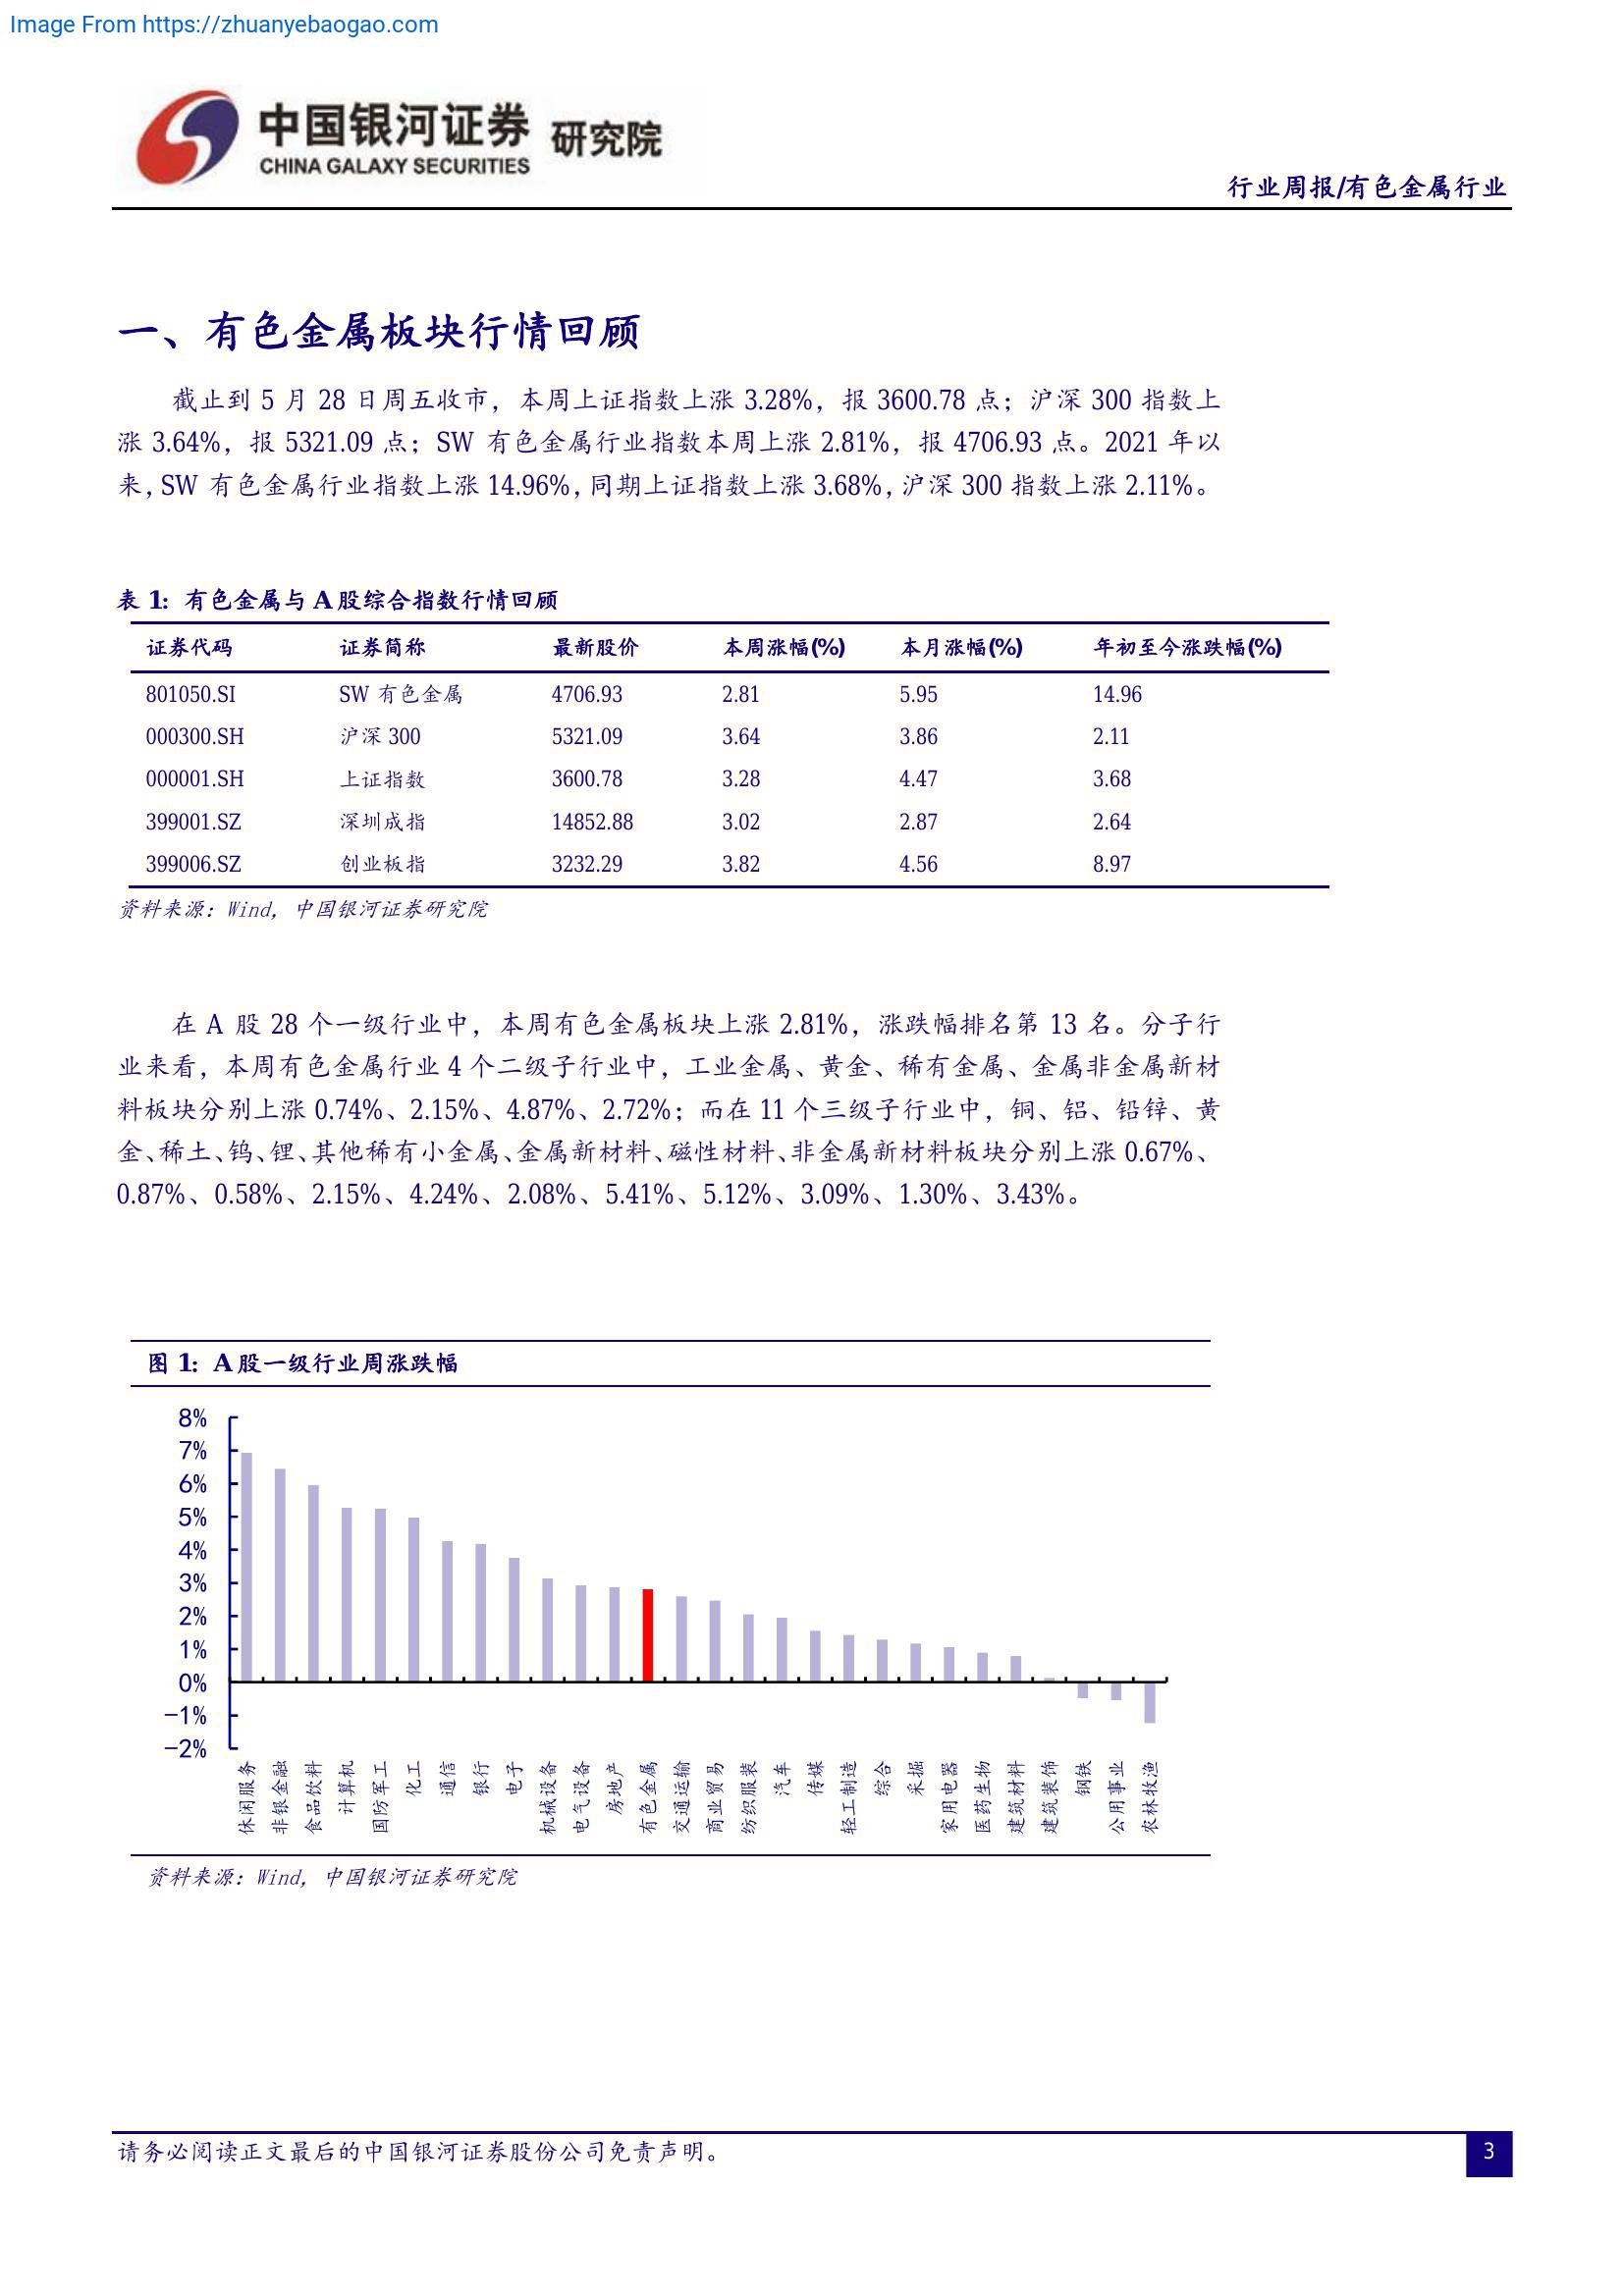 Image From https://zhuanyebaogao.com
中国银河证券 研究院
CHINA GALAXY SECURITIES
行业周报/有色金属行业
一、有色金属板块行情回顾
截止到 5 月 28 日周五收市，本周上证指数上涨 3.28%，报 3600.78 点；沪深 300 指数上
涨 3.64%，报 5321.09 点；SW 有色金属行业指数本周上涨 2.81%，报 4706.93 点。2021 年以
来，SW 有色金属行业指数上涨 14.96%，同期上证指数上涨 3.68%，沪深 300 指数上涨 2.11%。
表 1：有色金属与 A 股综合指数行情回顾
证券代码 证券简称 最新股价 本周涨幅(%) 本月涨幅(%) 年初至今涨跌幅(%)
801050.SI SW 有色金属 4706.93 2.81 5.95 14.96
000300.SH 沪深 300 5321.09 3.64 3.86 2.11
000001.SH 上证指数 3600.78 3.28 4.47 3.68
399001.SZ 深圳成指 14852.88 3.02 2.87 2.64
399006.SZ 创业板指 3232.29 3.82 4.56 8.97
资料来源：Wind，中国银河证券研究院
在 A 股 28 个一级行业中，本周有色金属板块上涨 2.81%，涨跌幅排名第 13 名。分子行
业来看，本周有色金属行业 4 个二级子行业中，工业金属、黄金、稀有金属、金属非金属新材
料板块分别上涨 0.74%、2.15%、4.87%、2.72%；而在 11 个三级子行业中，铜、铝、铅锌、黄
金、稀土、钨、锂、其他稀有小金属、金属新材料、磁性材料、非金属新材料板块分别上涨 0.67%、
0.87%、0.58%、2.15%、4.24%、2.08%、5.41%、5.12%、3.09%、1.30%、3.43%。
图 1：A 股一级行业周涨跌幅
8%
7%
6%
5%
4%
3%
2%
1%
0%
-1%
-2%
休闲服务
非银金融
食品饮料
计算机
国防军工
化工
通信
银行
电子
机械设备
电气设备
房地产
有色金属
交通运输
商业贸易
纺织服装
汽车
传媒
轻工制造
综合
采掘
家用电器
医药生物
建筑材料
建筑装饰
钢铁
公用事业
农林牧渔
资料来源：Wind，中国银河证券研究院
请务必阅读正文最后的中国银河证券股份公司免责声明。
3